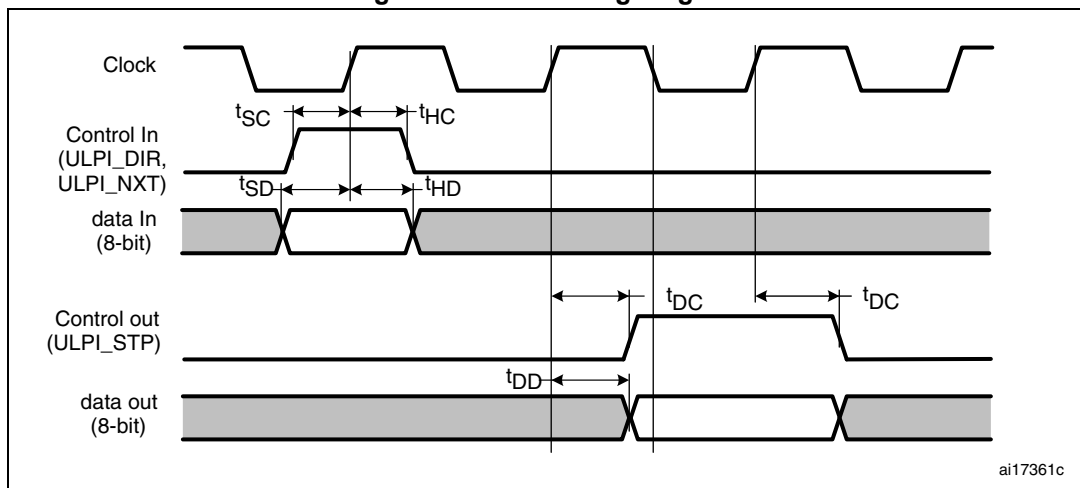 Clock
tSC
tHC
Control In
(ULPI_DIR,
ULPI_NXT)
tSD
tHD
data In
(8-bit)
tDC
tDC
Control out
(ULPI_STP)
tDD
data out
(8-bit)
ai17361c